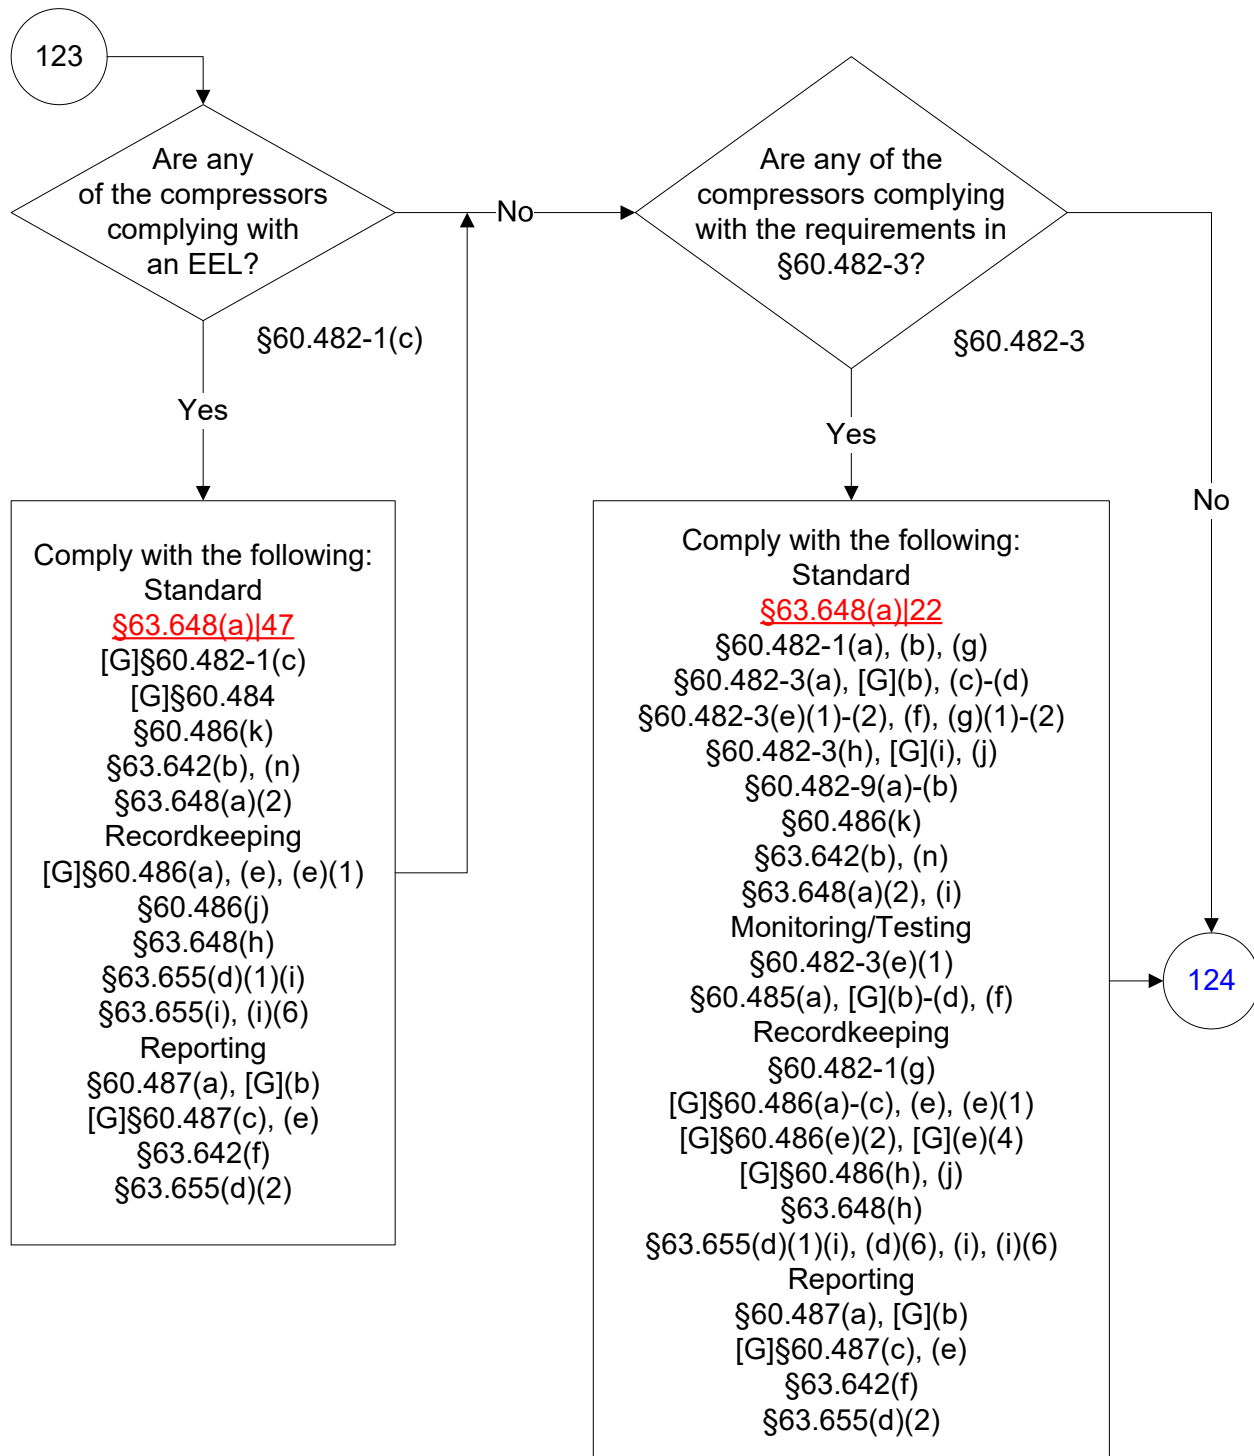 123
Are any
of the compressors
complying with
an EEL?
§60.482-1(c)
Yes
No
Comply with the following:
Standard
§63.648(a)|47
[G]§60.482-1(c)
[G]§60.484
§60.486(k)
§63.642(b), (n)
§63.648(a)(2)
Recordkeeping
[G]§60.486(a), (e), (e)(1)
§60.486(j)
§63.648(h)
§63.655(d)(1)(i)
§63.655(i), (i)(6)
Reporting
§60.487(a), [G](b)
[G]§60.487(c), (e)
§63.642(f)
§63.655(d)(2)
Are any of the
compressors complying
with the requirements in
§60.482-3?
§60.482-3
Yes
No
Comply with the following:
Standard
§63.648(a)|22
§60.482-1(a), (b), (g)
§60.482-3(a), [G](b), (c)-(d)
§60.482-3(e)(1)-(2), (f), (g)(1)-(2)
§60.482-3(h), [G](i), (j)
§60.482-9(a)-(b)
§60.486(k)
§63.642(b), (n)
§63.648(a)(2), (i)
Monitoring/Testing
§60.482-3(e)(1)
§60.485(a), [G](b)-(d), (f)
Recordkeeping
§60.482-1(g)
[G]§60.486(a)-(c), (e), (e)(1)
[G]§60.486(e)(2), [G](e)(4)
[G]§60.486(h), (j)
§63.648(h)
§63.655(d)(1)(i), (d)(6), (i), (i)(6)
Reporting
§60.487(a), [G](b)
[G]§60.487(c), (e)
§63.642(f)
§63.655(d)(2)
124